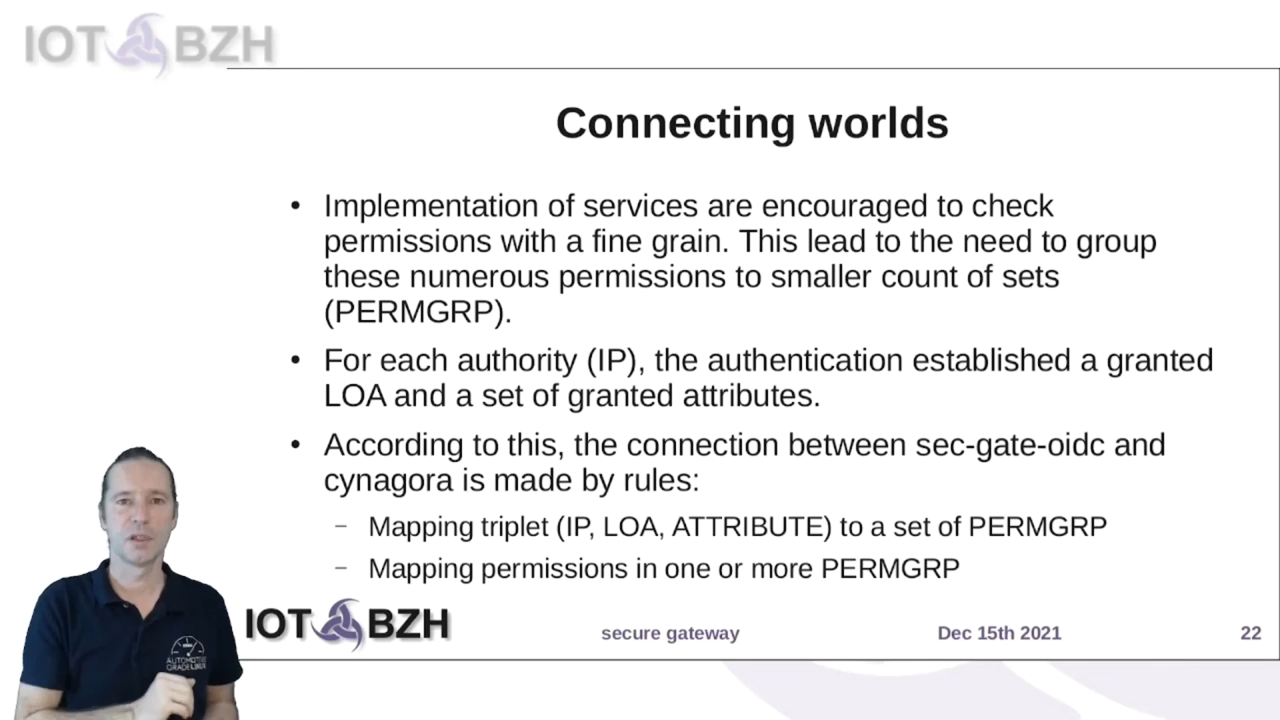 IOT BZH
Connecting worlds
• Implementation of services are encouraged to check
permissions with a fine grain. This lead to the need to group
these numerous permissions to smaller count of sets
(PERMGRP).
• For each authority (IP), the authentication established a granted
LOA and a set of granted attributes.
• According to this, the connection between sec-gate-oidc and
cynagora is made by rules:
– Mapping triplet (IP, LOA, ATTRIBUTE) to a set of PERMGRP
– Mapping permissions in one or more PERMGRP
IOT BZH
secure gateway
Dec 15th 2021
22
AUTOMOTIVE
GRADE LINUX